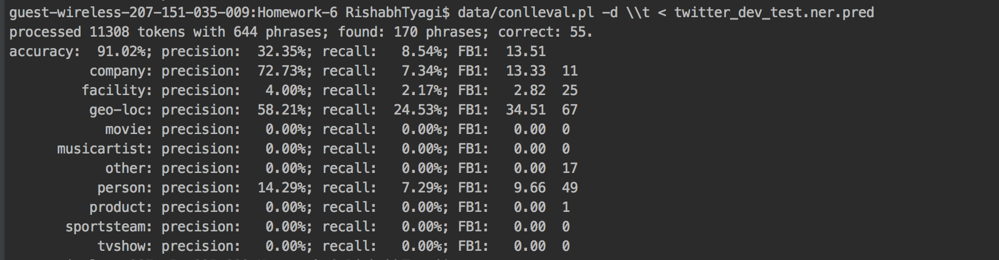 guest-wireless-207-151-035-009:Homework-6 RishabhTyagi$ data/conlleval.pl -d \\t < twitter_dev_test.ner.pred
processed 11308 tokens with 644 phrases; found: 170 phrases; correct: 55.
accuracy:  91.02%; precision:  32.35%; recall:   8.54%; FB1:  13.51
          company: precision:  72.73%; recall:   7.34%; FB1:  13.33  11
         facility: precision:   4.00%; recall:   2.17%; FB1:   2.82  25
          geo-loc: precision:  58.21%; recall:  24.53%; FB1:  34.51  67
            movie: precision:   0.00%; recall:   0.00%; FB1:   0.00  0
      musicartist: precision:   0.00%; recall:   0.00%; FB1:   0.00  0
            other: precision:   0.00%; recall:   0.00%; FB1:   0.00  17
           person: precision:  14.29%; recall:   7.29%; FB1:   9.66  49
          product: precision:   0.00%; recall:   0.00%; FB1:   0.00  1
       sportsteam: precision:   0.00%; recall:   0.00%; FB1:   0.00  0
           tvshow: precision:   0.00%; recall:   0.00%; FB1:   0.00  0